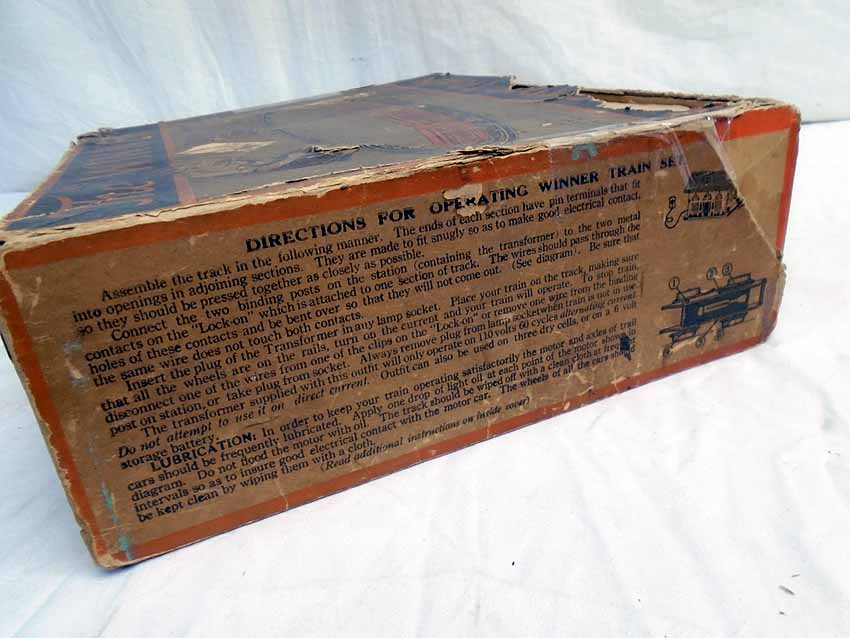 DIRECTIONS FOR OPERATING WINNER TRAIN SET
Assemble the track in the following manner. The ends of each section have pin terminals that fit
into openings in adjoining sections. They are made to fit snugly so as to make good electrical contact,
so they should be pressed together as closely as possible.
Connect the two binding posts on the station (containing the transformer) to the two metal
contacts on the "Lock-on" which is attached to one section of track. The wires should pass through the
holes of these contacts and be bent over so that they will not come out. (See diagram). Be sure that
the same wire does not touch both contacts.
Insert the plug of the Transformer in any lamp socket. Place your train on the track, making sure
that all the wheels are on the rails, turn on the current and your train will operate. To stop train,
disconnect one of the wires from one of the clips on the "Lock-on" or remove one wire from the binding
post on station, or take plug from socket. Always remove plug from lamp socket when train is not in use
The transformer supplied with this outfit will only operate on 110 volts 60 cycles alternating current.
Do not attempt to use it on direct current. Outfit can also be used on three dry cells, or on a 6 volt
storage battery.
LUBRICATION: In order to keep your train operating satisfactorily the motor and axles of train
cars should be frequently lubricated. Apply one drop of light oil at each point of the motor shown
diagram. Do not flood the motor with oil. The track should be wiped off with a clean cloth at
intervals so as to insure good electrical contact with the motor car. The wheels of all the cars
be kept clean by wiping them with a cloth.
(Read additional instructions on inside cover)
1
2
3